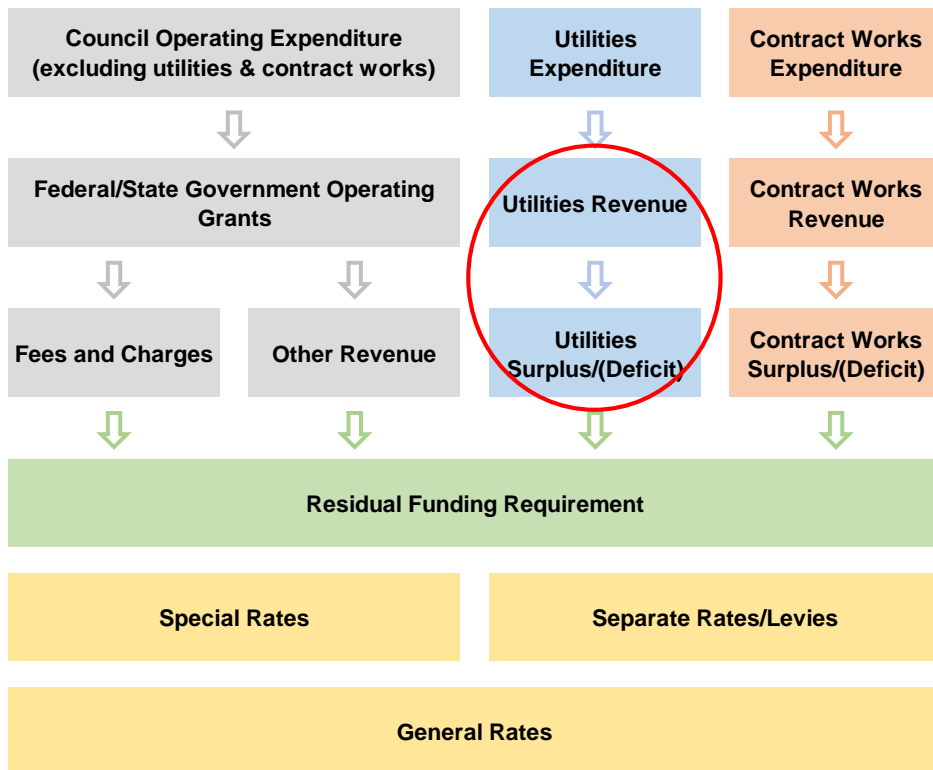 Council Operating Expenditure
(excluding utilities & contract works)
Utilities
Expenditure
Contract Works
Expenditure
Federal/State Government Operating
Grants
Utilities Revenue
Contract Works
Revenue
Fees and Charges
Other Revenue
Utilities
Surplus/(Deficit)
Contract Works
Surplus/(Deficit)
Residual Funding Requirement
Special Rates
Separate Rates/Levies
General Rates